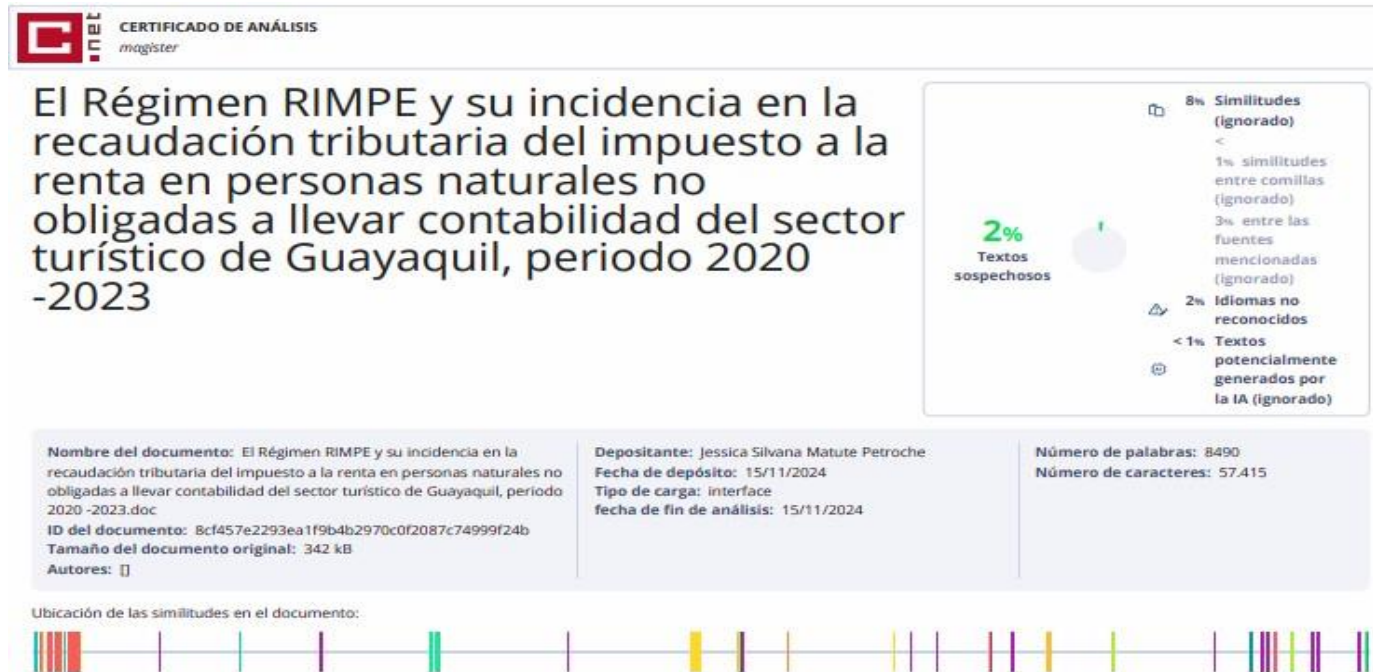 C
.net
CERTIFICADO DE ANÁLISIS
magister
El Régimen RIMPE y su incidencia en la
recaudación tributaria del impuesto a la
renta en personas naturales no
obligadas a llevar contabilidad del sector
turístico de Guayaquil, periodo 2020
-2023
2%
Textos
sospechosos
8% Similitudes
(ignorado)
<
1% similitudes
entre comillas
(ignorado)
3% entre las
fuentes
mencionadas
(ignorado)
2% Idiomas no
reconocidos
< 1% Textos
potencialmente
generados por
la IA (ignorado)
Nombre del documento: El Régimen RIMPE y su incidencia en la
recaudación tributaria del impuesto a la renta en personas naturales no
obligadas a llevar contabilidad del sector turístico de Guayaquil, periodo
2020 -2023.doc
ID del documento: 8cf457e2293ea1f9b4b2970c0f2087c74999f24b
Tamaño del documento original: 342 kB
Autores: []
Depositante: Jessica Silvana Matute Petroche
Fecha de depósito: 15/11/2024
Tipo de carga: interface
fecha de fin de análisis: 15/11/2024
Número de palabras: 8490
Número de caracteres: 57.415
Ubicación de las similitudes en el documento: